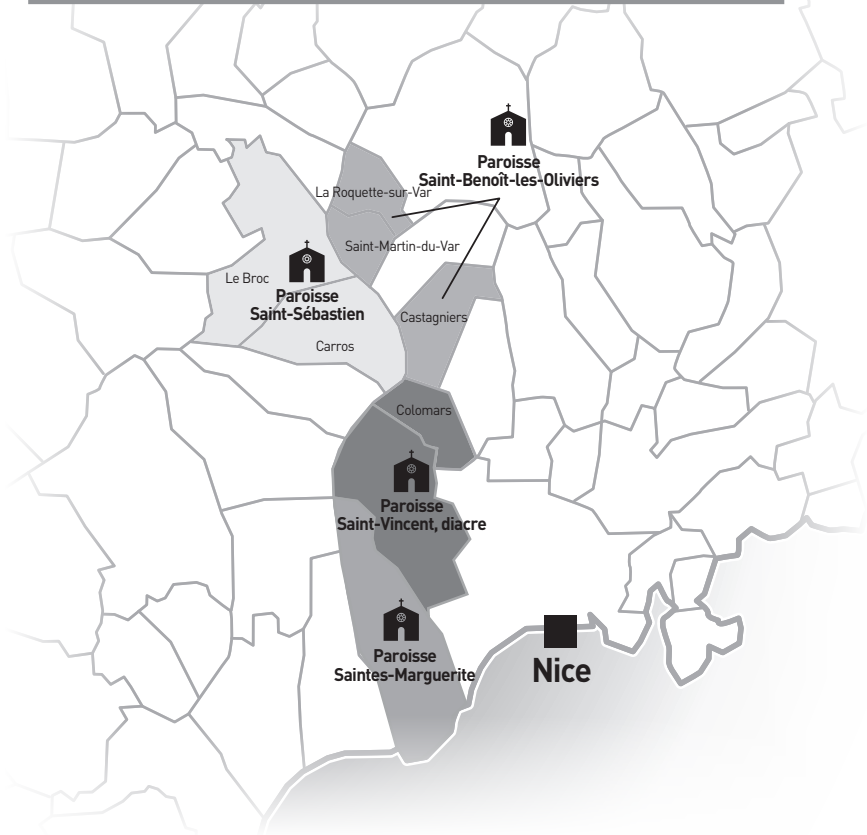 Paroisse
Saint-Benoît-les-Oliviers
La Roquette-sur-Var
Saint-Martin-du-Var
Le Broc
Paroisse
Saint-Sébastien
Castagniers
Carros
Colomars
Paroisse
Saint-Vincent, diacre
Paroisse
Saintes-Marguerite
Nice